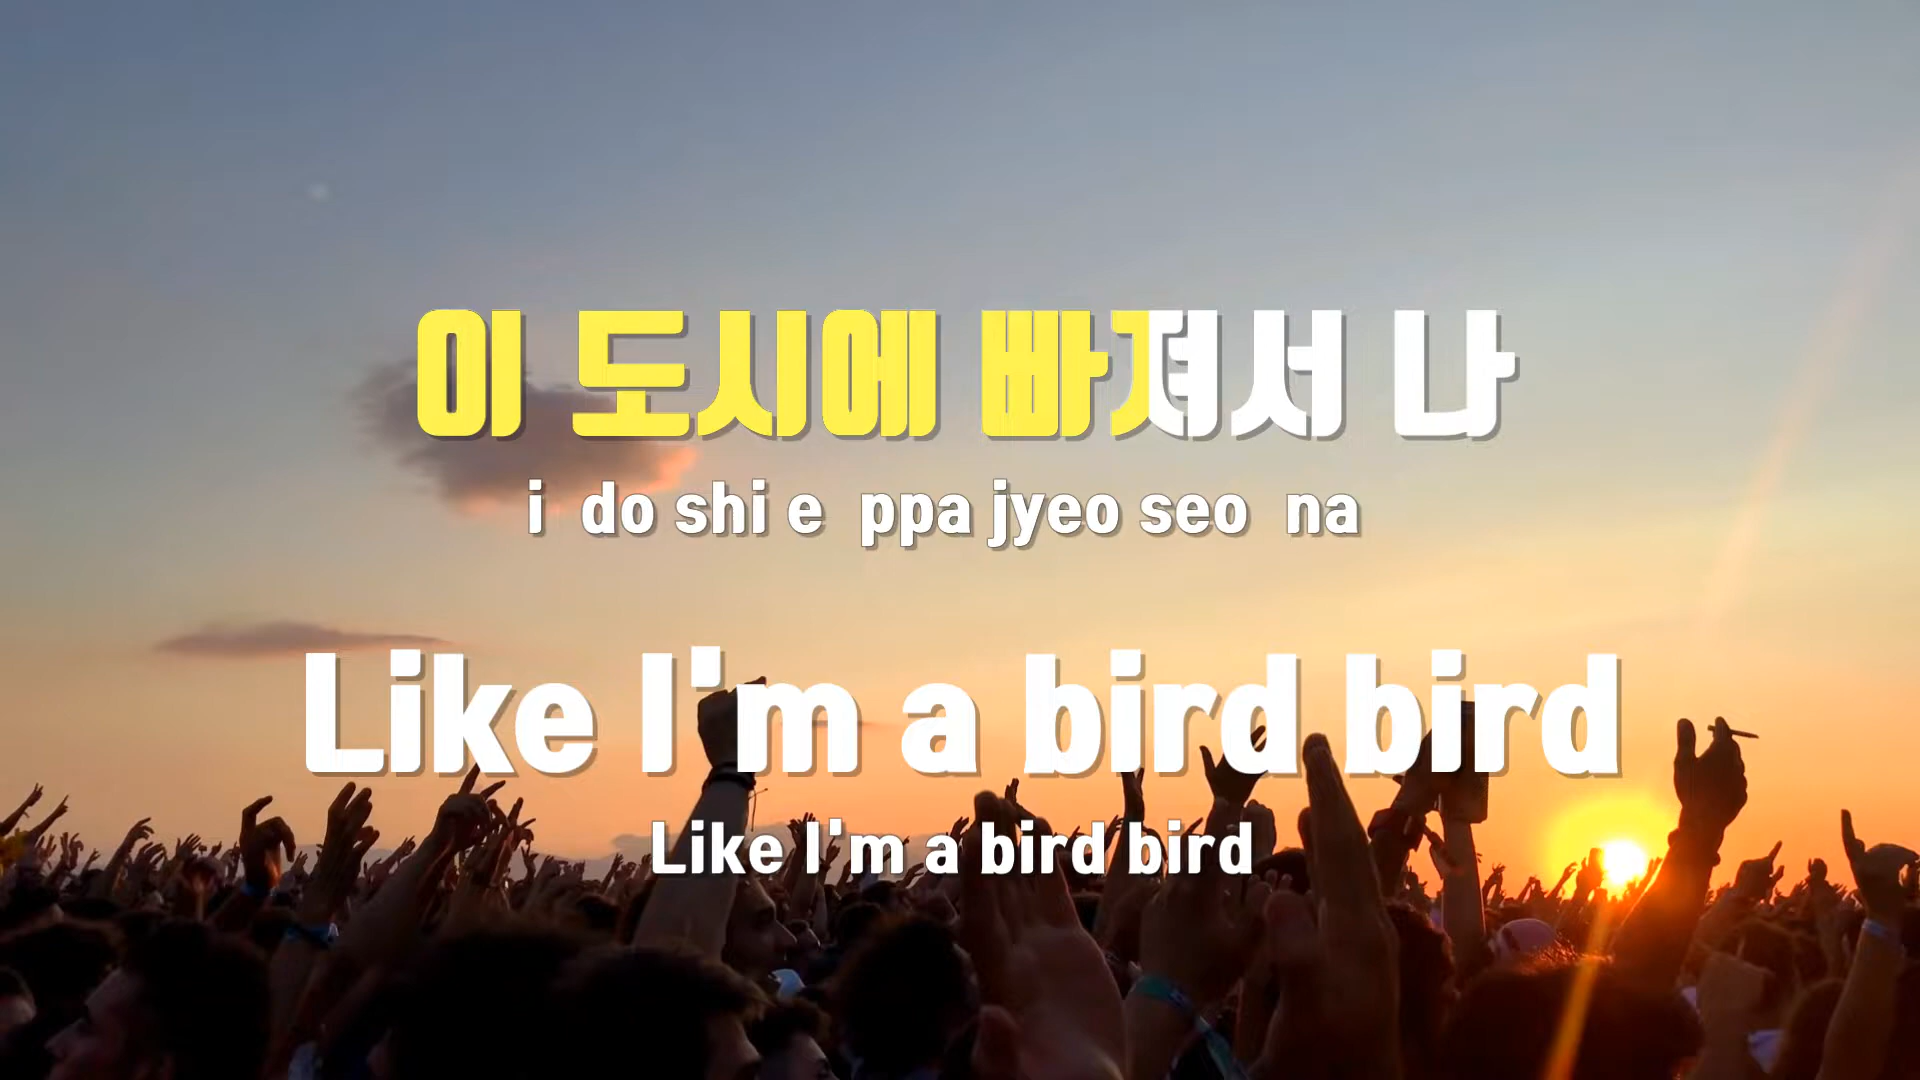 이 도시에 빠져서 나
i do shi e ppa jyeo seo na
Like I'm a bird bird
Like I'm a bird bird